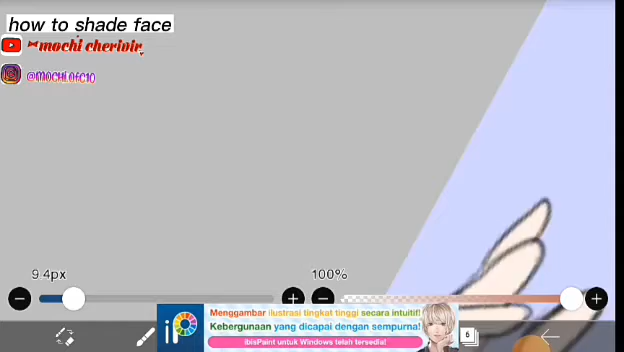 how to shade face
mochi cherivir
@MOCHI.OFC10
9.4px
100%
Menggambar ilustrasi tingkat tinggi secara intuitif!
Kebergunaan yang dicapai dengan sempurna!
ibisPaint untuk Windows telah tersedia!
6